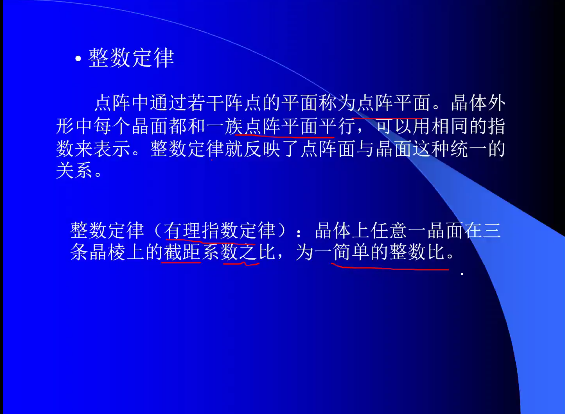 • 整数定律
点阵中通过若干阵点的平面称为点阵平面。晶体外
形中每个晶面都和一族点阵平面平行，可以用相同的指
数来表示。整数定律就反映了点阵面与晶面这种统一的
关系。
整数定律（有理指数定律）：晶体上任意一晶面在三
条晶棱上的截距系数之比，为一简单的整数比。